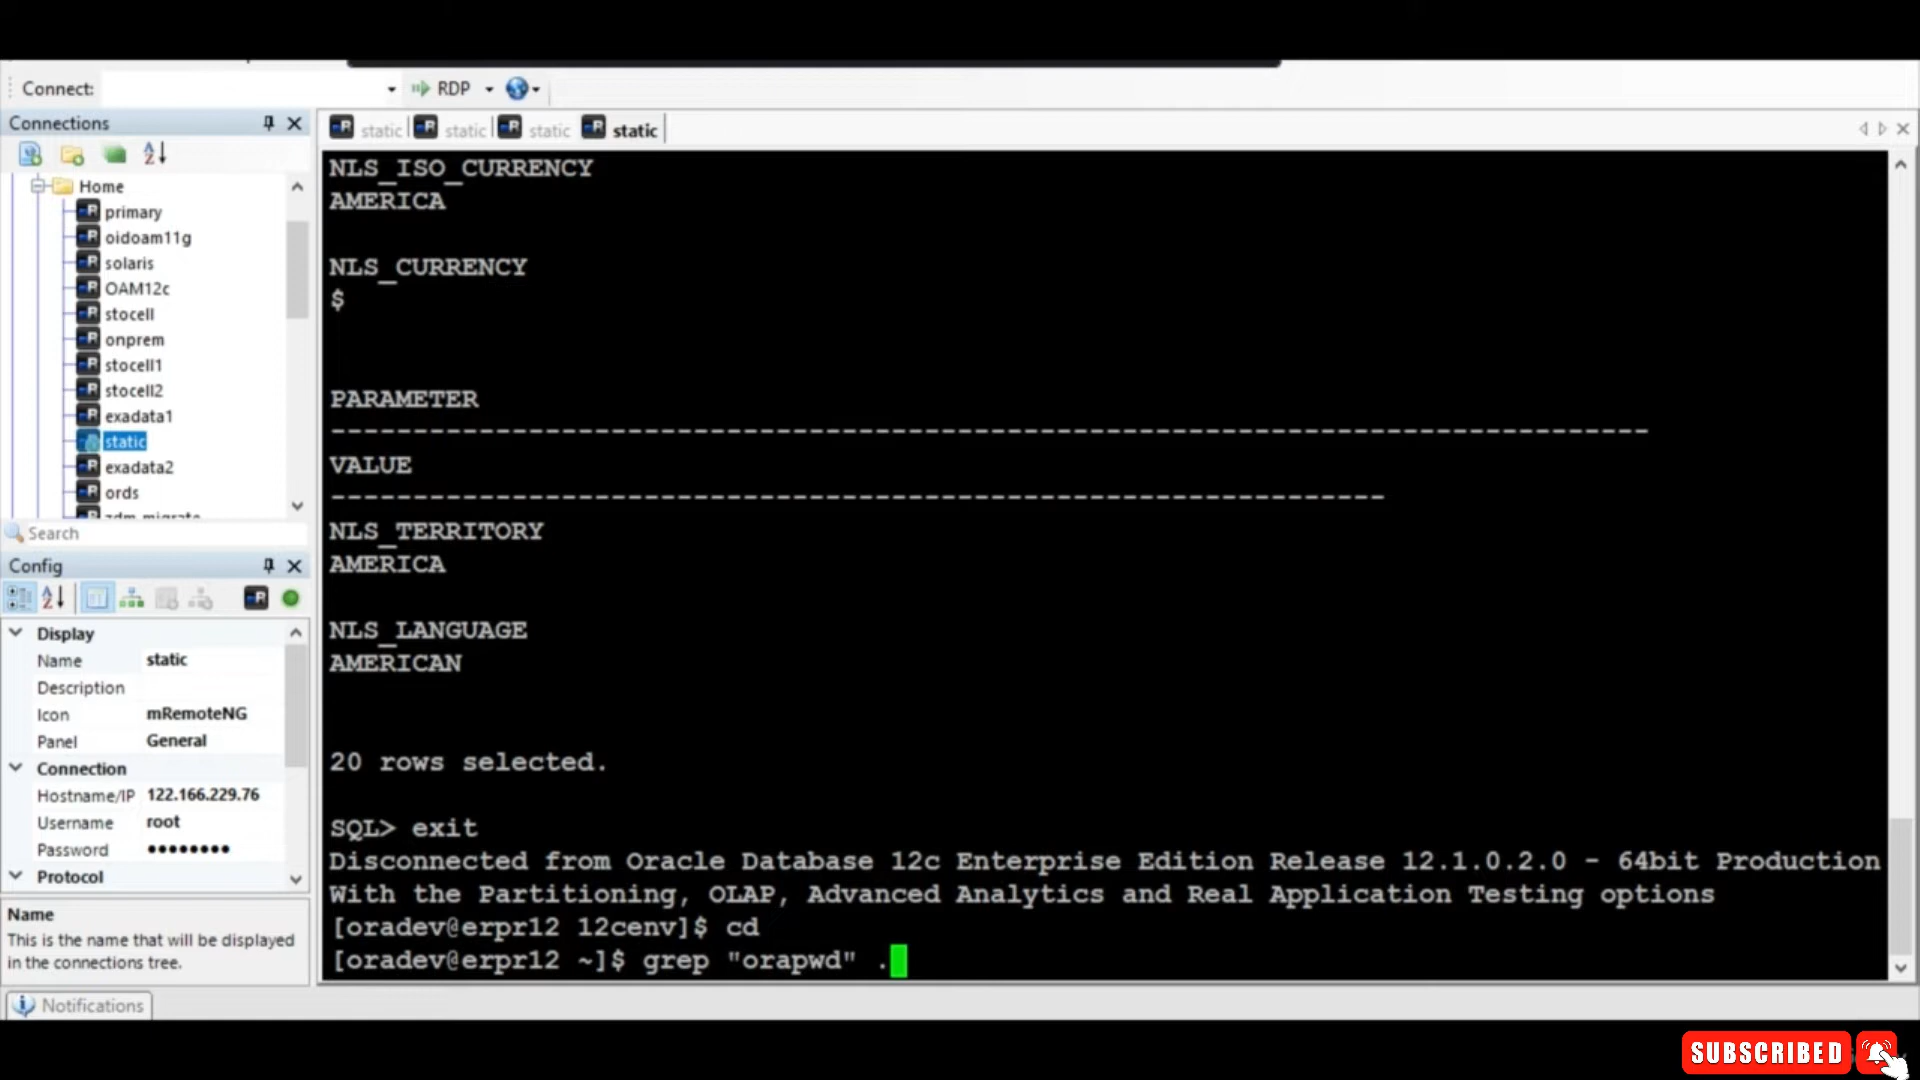 Connect:
RDP
Connections
static static static static
Home
primary
oidoam11g
solaris
OAM12c
stocell
onprem
stocell1
stocell2
exadata1
static
exadata2
ords
zdm_migrate
Search
Config
Display
Name static
Description
Icon mRemoteNG
Panel General
Connection
Hostname/IP 122.166.229.76
Username root
Password ●●●●●●●●
Protocol
Name
This is the name that will be displayed
in the connections tree.
Notifications
NLS_ISO_CURRENCY
AMERICA
NLS_CURRENCY
$
PARAMETER
--------------------------------------------------------------------------------
VALUE
----------------------------------------------------------------
NLS_TERRITORY
AMERICA
NLS_LANGUAGE
AMERICAN
20 rows selected.
SQL> exit
Disconnected from Oracle Database 12c Enterprise Edition Release 12.1.0.2.0 - 64bit Production
With the Partitioning, OLAP, Advanced Analytics and Real Application Testing options
[oradev@erpr12 12cenv]$ cd
[oradev@erpr12 ~]$ grep "orapwd" .
SUBSCRIBED